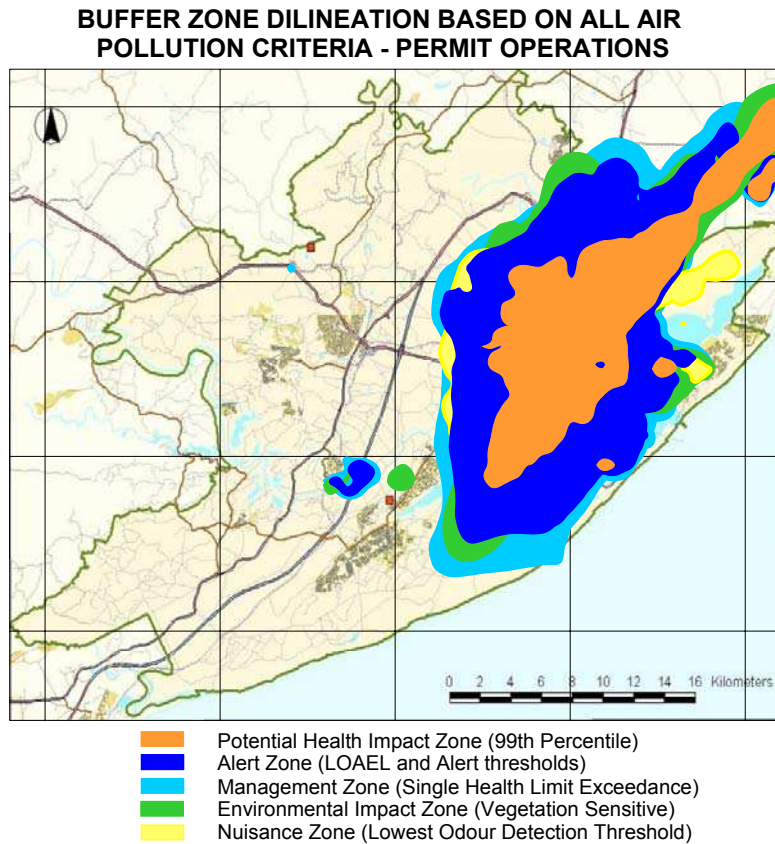 BUFFER ZONE DILINEATION BASED ON ALL AIR
POLLUTION CRITERIA - PERMIT OPERATIONS
0 2 4 6 8 10 12 14 16 Kilometers
Potential Health Impact Zone (99th Percentile)
Alert Zone (LOAEL and Alert thresholds)
Management Zone (Single Health Limit Exceedance)
Environmental Impact Zone (Vegetation Sensitive)
Nuisance Zone (Lowest Odour Detection Threshold)